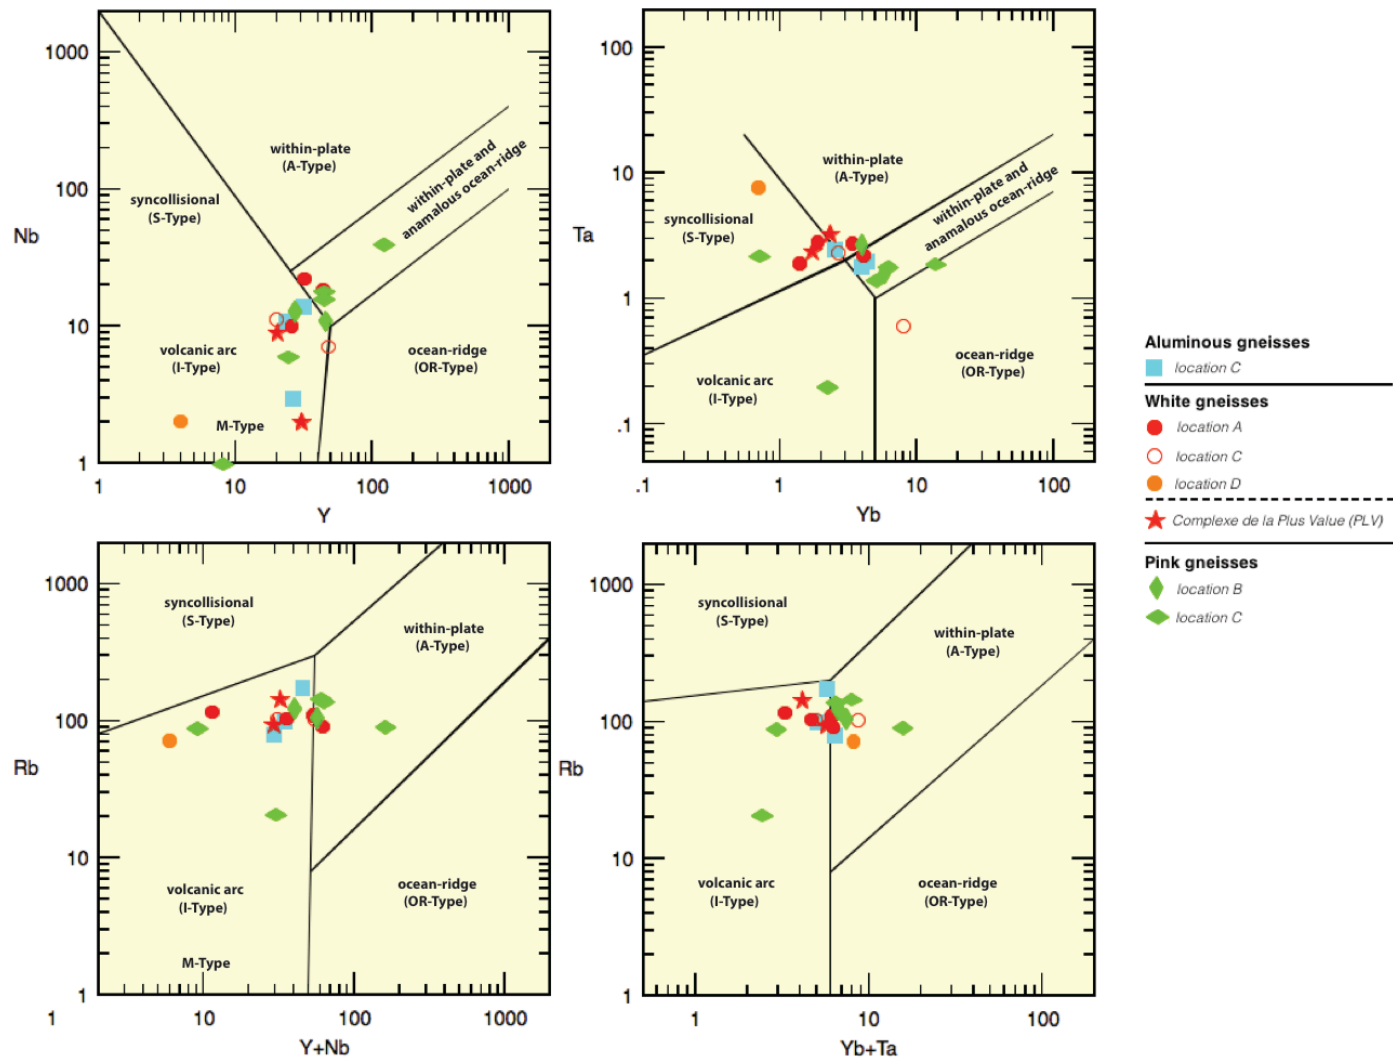 1000
100
Nb
10
1
within-plate
(A-Type)
syncollisional
(S-Type)
within-plate and
anamalous ocean-ridge
volcanic arc
(I-Type)
ocean-ridge
(OR-Type)
M-Type
1
10
100
1000
Y
100
10
Ta
1
.1
within-plate
(A-Type)
syncollisional
(S-Type)
within-plate and
anamalous ocean-ridge
volcanic arc
(I-Type)
ocean-ridge
(OR-Type)
.1
1
10
100
Yb
Aluminous gneisses
location C
White gneisses
location A
location C
location D
Complexe de la Plus Value (PLV)
Pink gneisses
location B
location C
1000
100
Rb
10
1
syncollisional
(S-Type)
within-plate
(A-Type)
volcanic arc
(I-Type)
ocean-ridge
(OR-Type)
M-Type
1
10
100
1000
Y+Nb
1000
100
Rb
10
1
syncollisional
(S-Type)
within-plate
(A-Type)
volcanic arc
(I-Type)
ocean-ridge
(OR-Type)
1
10
100
Yb+Ta